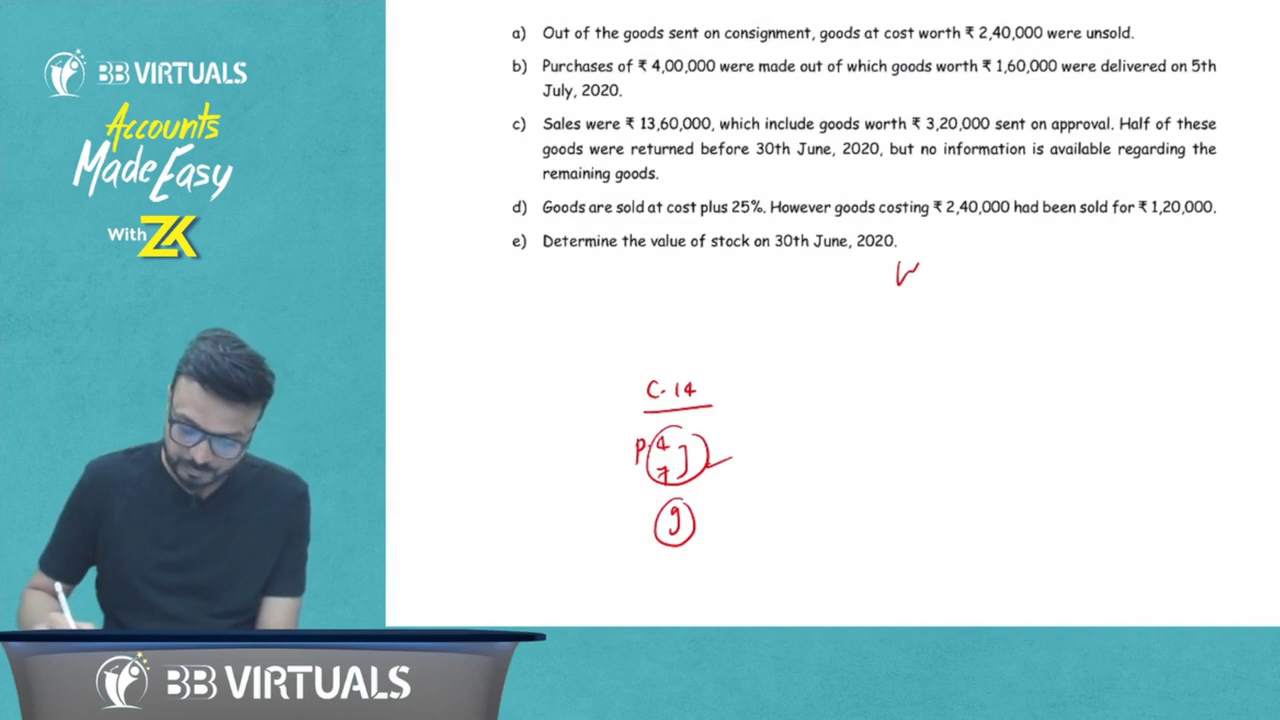 BB VIRTUALS
Accounts
Made Easy
With ZK
a) Out of the goods sent on consignment, goods at cost worth ₹ 2,40,000 were unsold.
b) Purchases of ₹ 4,00,000 were made out of which goods worth ₹ 1,60,000 were delivered on 5th
July, 2020.
c) Sales were ₹ 13,60,000, which include goods worth ₹ 3,20,000 sent on approval. Half of these
goods were returned before 30th June, 2020, but no information is available regarding the
remaining goods.
d) Goods are sold at cost plus 25%. However goods costing ₹ 2,40,000 had been sold for ₹ 1,20,000.
e) Determine the value of stock on 30th June, 2020.
C-14
P. 4
7
9
BB VIRTUALS